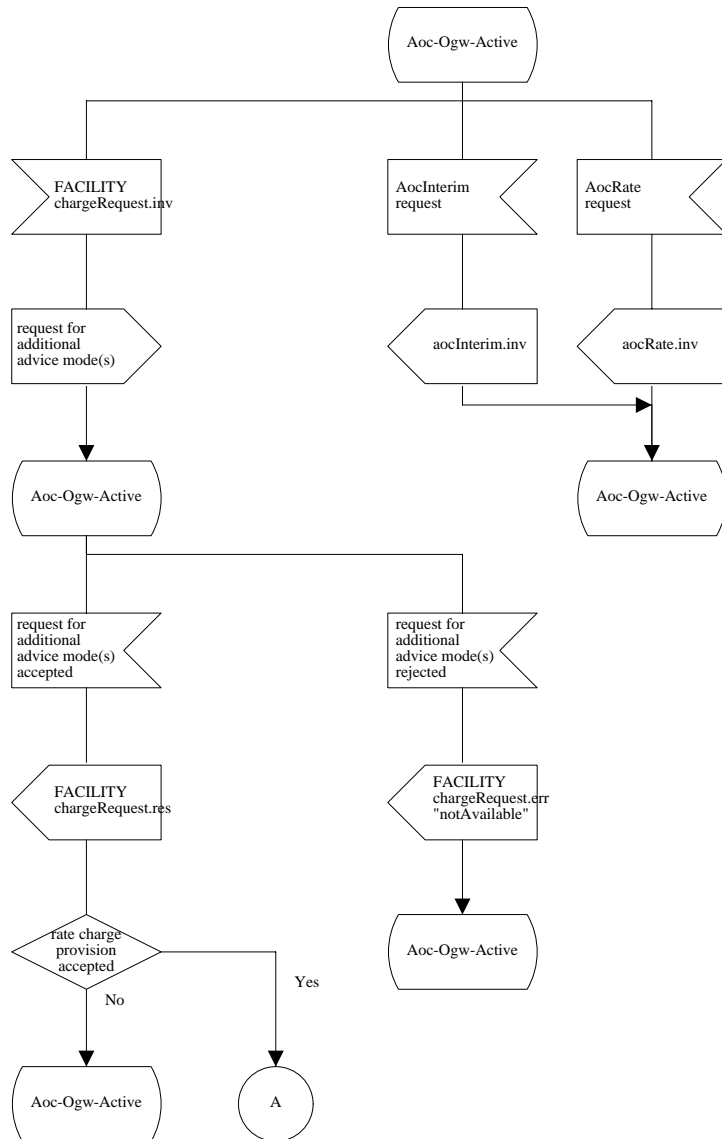 Aoc-Ogw-Active
FACILITY
chargeRequest.inv
AocInterim
request
AocRate
request
request for
additional
advice mode(s)
aocInterim.inv
aocRate.inv
Aoc-Ogw-Active
Aoc-Ogw-Active
request for
additional
advice mode(s)
accepted
request for
additional
advice mode(s)
rejected
FACILITY
chargeRequest.res
FACILITY
chargeRequest.err
"notAvailable"
rate charge
provision
accepted
Aoc-Ogw-Active
Yes
No
Aoc-Ogw-Active
A